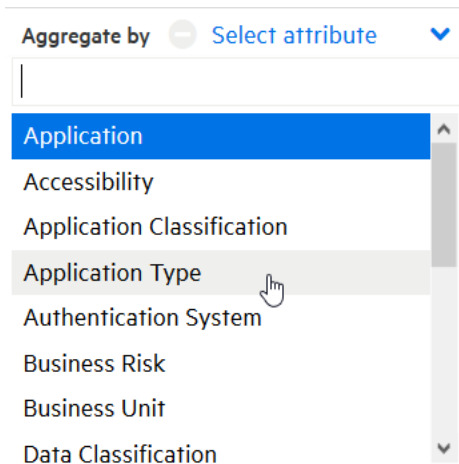 Aggregate by Select attribute
Application
Accessibility
Application Classification
Application Type
Authentication System
Business Risk
Business Unit
Data Classification